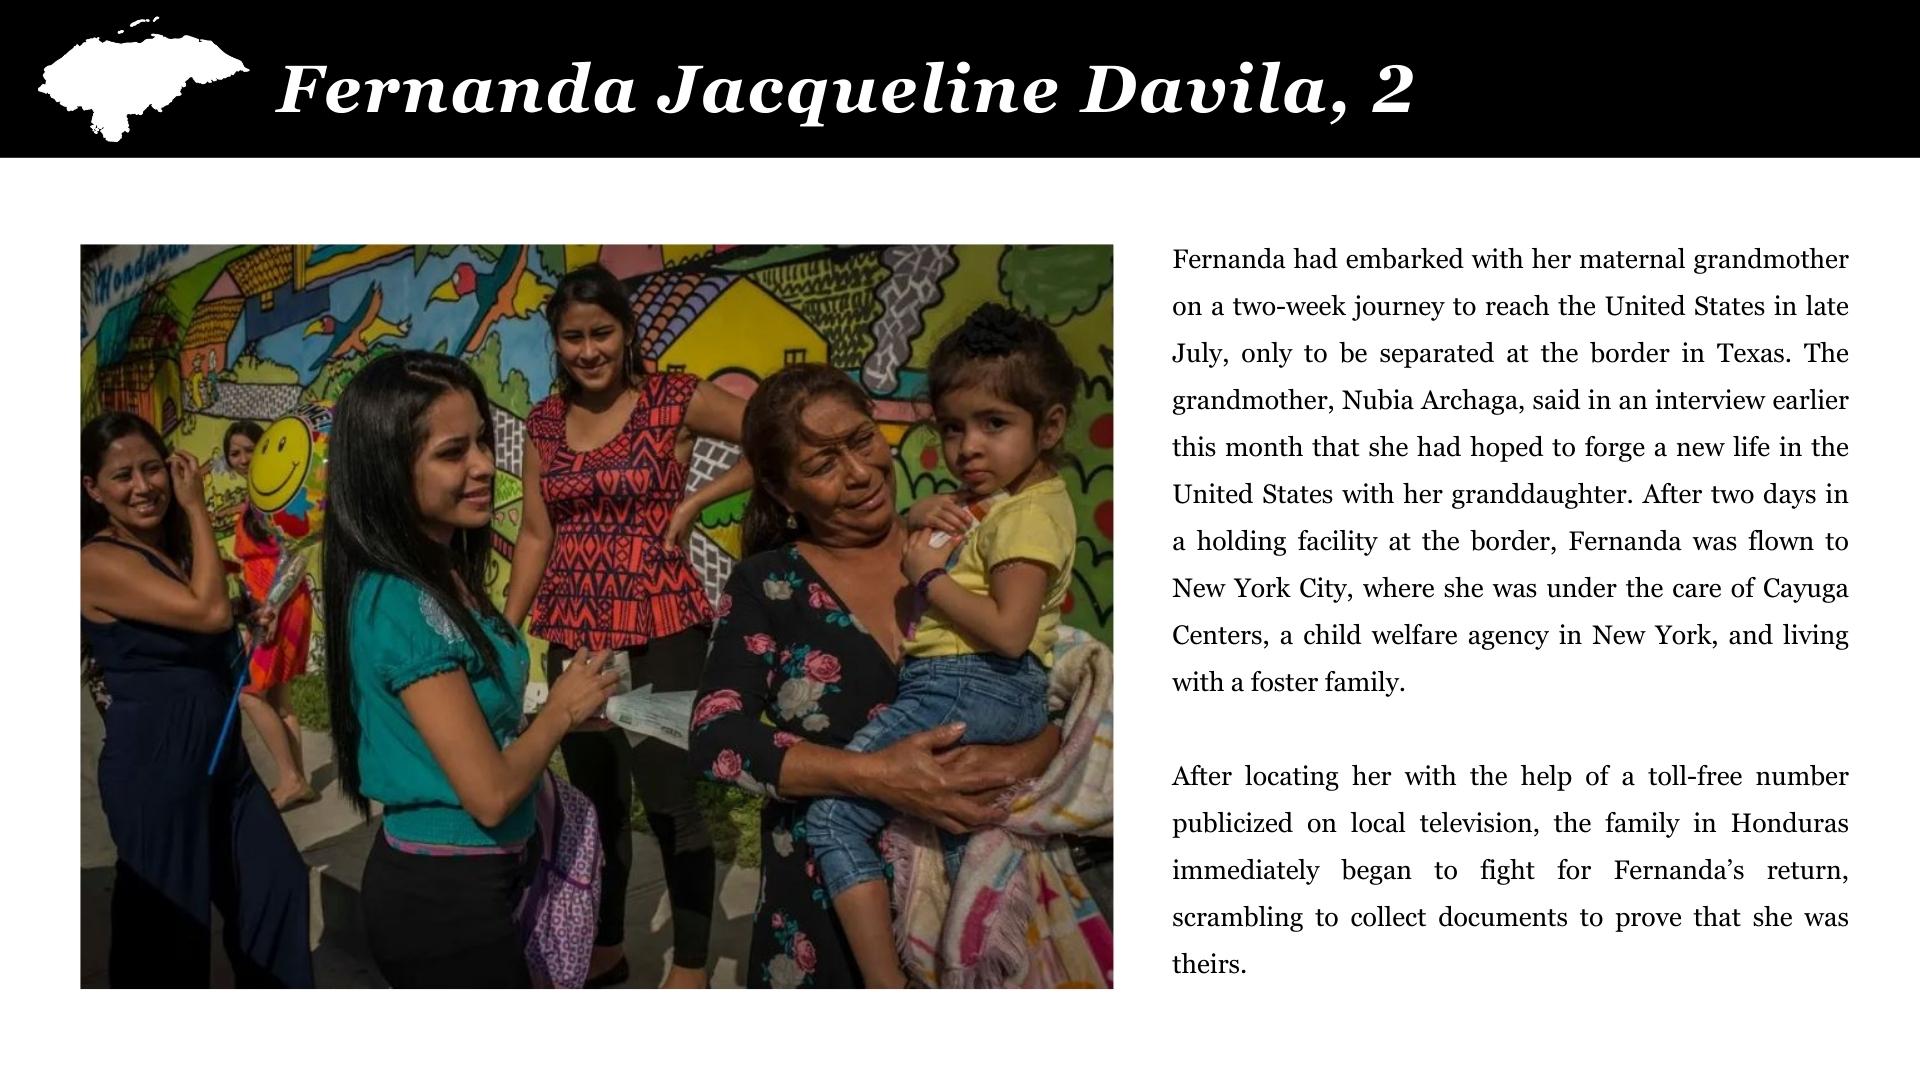 Fernanda Jacqueline Davila, 2
Honduras
Fernanda had embarked with her maternal grandmother
on a two-week journey to reach the United States in late
July, only to be separated at the border in Texas. The
grandmother, Nubia Archaga, said in an interview earlier
this month that she had hoped to forge a new life in the
United States with her granddaughter. After two days in
a holding facility at the border, Fernanda was flown to
New York City, where she was under the care of Cayuga
Centers, a child welfare agency in New York, and living
with a foster family.
After locating her with the help of a toll-free number
publicized on local television, the family in Honduras
immediately began to fight for Fernanda’s return,
scrambling to collect documents to prove that she was
theirs.